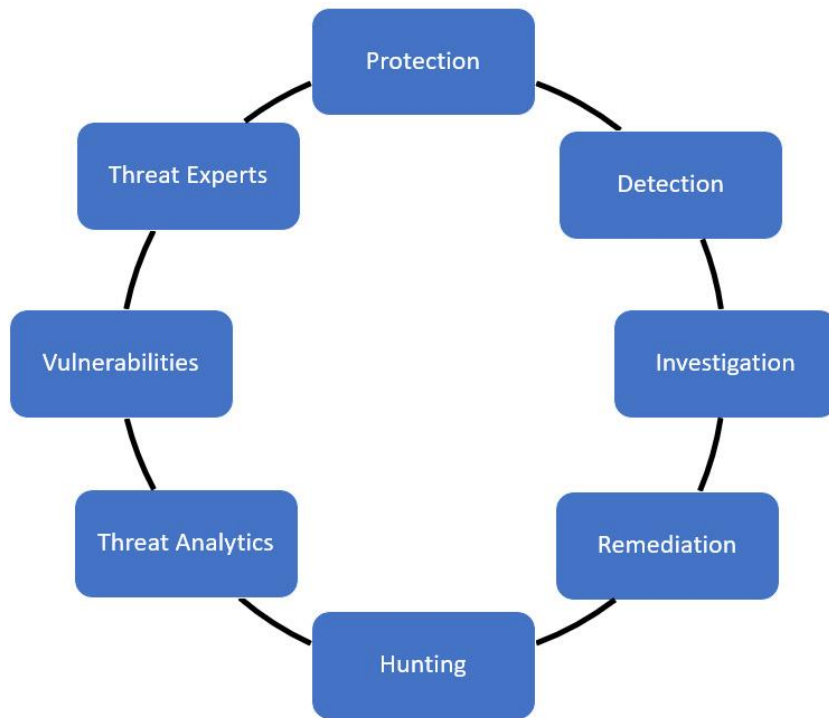 Protection
Detection
Investigation
Remediation
Hunting
Threat Analytics
Vulnerabilities
Threat Experts